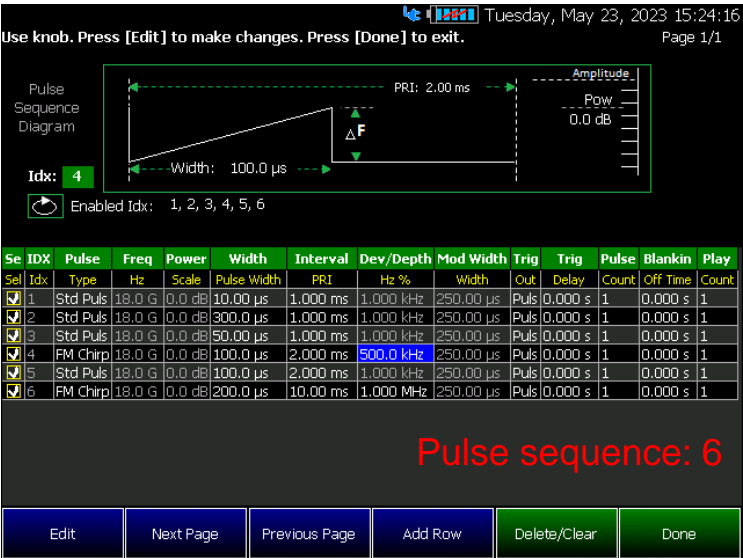 Tuesday, May 23, 2023 15:24:16
Use knob. Press [Edit] to make changes. Press [Done] to exit. Page 1/1
Pulse
Sequence
Diagram
PRI: 2.00 ms
Amplitude
Pow
0.0 dB
△F
Width: 100.0 µs
Idx: 4
Enabled Idx: 1, 2, 3, 4, 5, 6
Se IDX Pulse Freq Power Width Interval Dev/Depth Mod Width Trig Trig Pulse Blankin Play
Sel Idx Type Hz Scale Pulse Width PRI Hz % Width Out Delay Count Off Time Count
1 Std Puls 18.0 G 0.0 dB 10.00 µs 1.000 ms 1.000 kHz 250.00 µs Puls 0.000 s 1 0.000 s 1
2 Std Puls 18.0 G 0.0 dB 300.0 µs 1.000 ms 1.000 kHz 250.00 µs Puls 0.000 s 1 0.000 s 1
3 Std Puls 18.0 G 0.0 dB 50.00 µs 1.000 ms 1.000 kHz 250.00 µs Puls 0.000 s 1 0.000 s 1
4 FM Chirp 18.0 G 0.0 dB 100.0 µs 2.000 ms 500.0 kHz 250.00 µs Puls 0.000 s 1 0.000 s 1
5 Std Puls 18.0 G 0.0 dB 100.0 µs 2.000 ms 1.000 kHz 250.00 µs Puls 0.000 s 1 0.000 s 1
6 FM Chirp 18.0 G 0.0 dB 200.0 µs 10.00 ms 1.000 MHz 250.00 µs Puls 0.000 s 1 0.000 s 1
Pulse sequence: 6
Edit Next Page Previous Page Add Row Delete/Clear Done